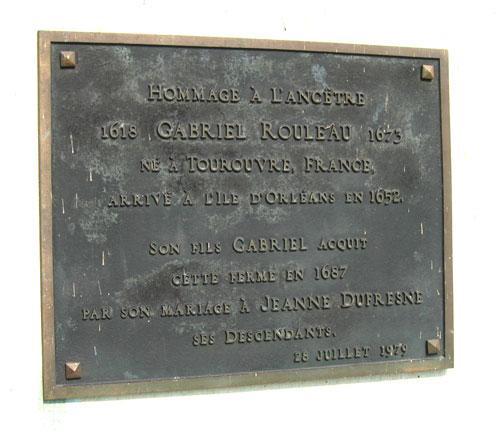 HOMMAGE À L'ANCÊTRE
1618 GABRIEL ROULEAU 1673
NÉ À TOUROUVRE, FRANCE,
ARRIVÉ À L'ILE D'ORLÉANS EN 1652.
SON FILS GABRIEL ACQUIT
CETTE FERME EN 1687
PAR SON MARIAGE À JEANNE DUFRESNE
SES DESCENDANTS.
28 JUILLET 1979